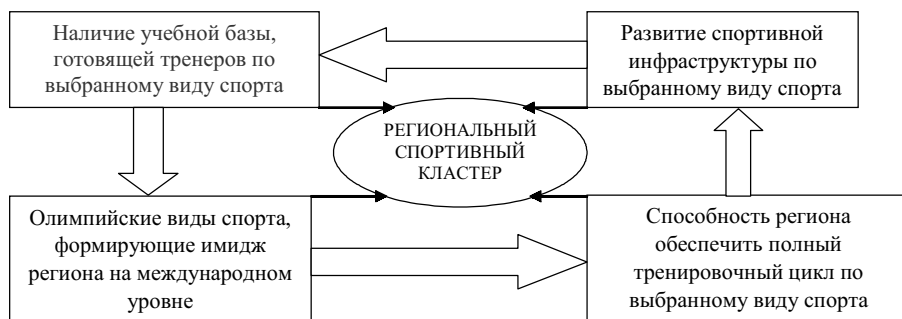 Наличие учебной базы,
готовящей тренеров по
выбранному виду спорта
Развитие спортивной
инфраструктуры по
выбранному виду спорта
РЕГИОНАЛЬНЫЙ
СПОРТИВНЫЙ
КЛАСТЕР
Олимпийские виды спорта,
формирующие имидж
региона на международном
уровне
Способность региона
обеспечить полный
тренировочный цикл по
выбранному виду спорта